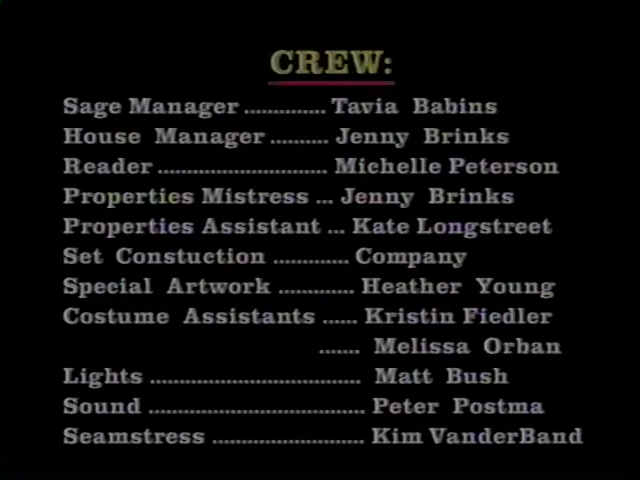 CREW:
Sage Manager .............. Tavia Babins
House Manager .......... Jenny Brinks
Reader ............................. Michelle Peterson
Properties Mistress ... Jenny Brinks
Properties Assistant ... Kate Longstreet
Set Constuction ............. Company
Special Artwork ............. Heather Young
Costume Assistants ...... Kristin Fiedler
....... Melissa Orban
Lights .................................... Matt Bush
Sound ..................................... Peter Postma
Seamstress .......................... Kim VanderBand